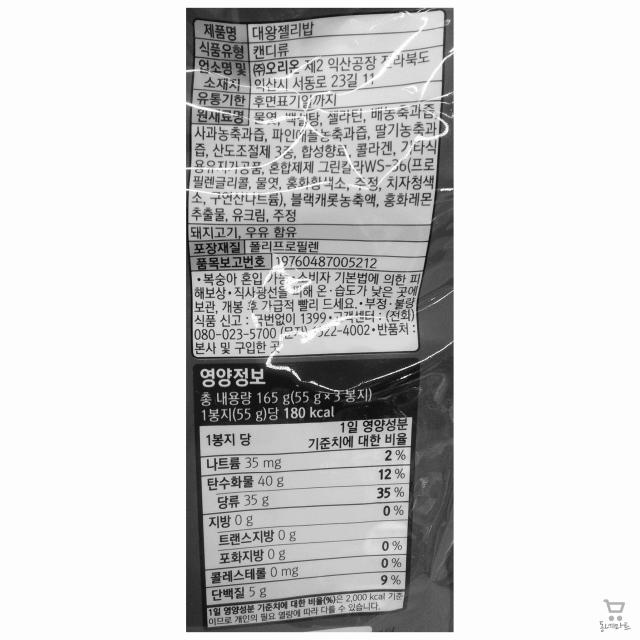 제품명 대왕젤리밥
식품유형 캔디류
업소명 및 ㈜오리온 제2 익산공장 전라북도
소재지 익산시 서동로 23길 11
유통기한 후면표기일까지
원재료명 물엿, 백설탕, 젤라틴, 배농축과즙,
사과농축과즙, 파인애플농축과즙, 딸기농축과
즙, 산도조절제 3종, 합성향료, 콜라겐, 기타식
용유지가공품, 혼합제제 그린칼라WS-36(프로
필렌글리콜, 물엿, 홍화황색소, 주정, 치자청색
소, 구연산나트륨), 블랙캐롯농축액, 홍화레몬
추출물, 유크림, 주정
돼지고기, 우유 함유
포장재질 폴리프로필렌
품목보고번호 19760487005212
•복숭아 혼입 가능•소비자 기본법에 의한 피
해보상•직사광선을 피해 온·습도가 낮은 곳에
보관, 개봉 후 가급적 빨리 드세요.•부정·불량
식품 신고 : 국번없이 1399•고객센터 : (전화)
080-023-5700 (문자) 322-4002•반품처 :
본사 및 구입한 곳
영양정보
총 내용량 165 g(55 g×3 봉지)
1봉지(55 g)당 180 kcal
1봉지 당 1일 영양성분
기준치에 대한 비율
나트륨 35 mg 2 %
탄수화물 40 g 12 %
당류 35 g 35 %
지방 0 g 0 %
트랜스지방 0 g
포화지방 0 g 0 %
콜레스테롤 0 mg 0 %
단백질 5 g 9 %
1일 영양성분 기준치에 대한 비율(%)은 2,000 kcal 기준
이므로 개인의 필요 열량에 따라 다를 수 있습니다.
동네마트